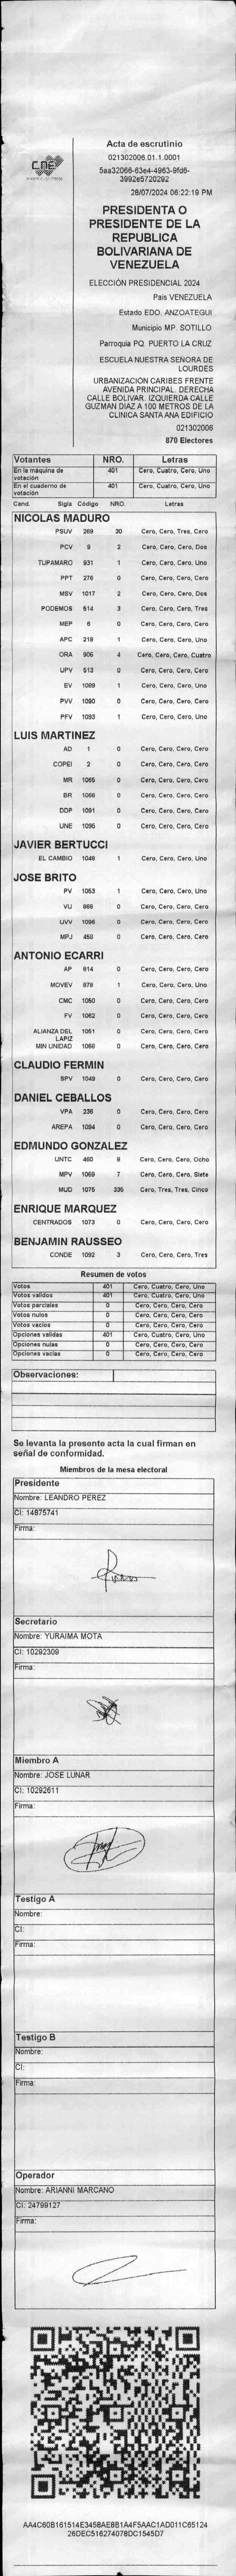 CNE
Acta de escrutinio
021302006.01.1.0001
5aa32066-63e4-4963-9fd6-
3992e5720292
28/07/2024 06:22:19 PM
PRESIDENTA O
PRESIDENTE DE LA
REPUBLICA
BOLIVARIANA DE
VENEZUELA
ELECCIÓN PRESIDENCIAL 2024
Pais VENEZUELA
Estado EDO. ANZOATEGUI
Municipio MP. SOTILLO
Parroquia PQ. PUERTO LA CRUZ
ESCUELA NUESTRA SEÑORA DE
LOURDES
URBANIZACION CARIBES FRENTE
AVENIDA PRINCIPAL. DERECHA
CALLE BOLIVAR. IZQUIERDA CALLE
GUZMAN DIAZ A 100 METROS DE LA
CLINICA SANTA ANA EDIFICIO
021302006
870 Electores
Votantes NRO. Letras
En la máquina de votación 401 Cero, Cuatro, Cero, Uno
En el cuaderno de votación 401 Cero, Cuatro, Cero, Uno
Cand. Sigla Código NRO. Letras
NICOLAS MADURO
PSUV 269 30 Cero, Cero, Tres, Cero
PCV 9 2 Cero, Cero, Cero, Dos
TUPAMARO 931 1 Cero, Cero, Cero, Uno
PPT 276 0 Cero, Cero, Cero, Cero
MSV 1017 2 Cero, Cero, Cero, Dos
PODEMOS 514 3 Cero, Cero, Cero, Tres
MEP 6 0 Cero, Cero, Cero, Cero
APC 219 1 Cero, Cero, Cero, Uno
ORA 906 4 Cero, Cero, Cero, Cuatro
UPV 513 0 Cero, Cero, Cero, Cero
EV 1089 1 Cero, Cero, Cero, Uno
PVV 1090 0 Cero, Cero, Cero, Cero
PFV 1093 1 Cero, Cero, Cero, Uno
LUIS MARTINEZ
AD 1 0 Cero, Cero, Cero, Cero
COPEI 2 0 Cero, Cero, Cero, Cero
MR 1065 0 Cero, Cero, Cero, Cero
BR 1066 0 Cero, Cero, Cero, Cero
DDP 1091 0 Cero, Cero, Cero, Cero
UNE 1095 0 Cero, Cero, Cero, Cero
JAVIER BERTUCCI
EL CAMBIO 1048 1 Cero, Cero, Cero, Uno
JOSE BRITO
PV 1053 1 Cero, Cero, Cero, Uno
VU 868 0 Cero, Cero, Cero, Cero
UVV 1096 0 Cero, Cero, Cero, Cero
MPJ 456 0 Cero, Cero, Cero, Cero
ANTONIO ECARRI
AP 814 0 Cero, Cero, Cero, Cero
MOVEV 878 1 Cero, Cero, Cero, Uno
CMC 1050 0 Cero, Cero, Cero, Cero
FV 1062 0 Cero, Cero, Cero, Cero
ALIANZA DEL LAPIZ 1051 0 Cero, Cero, Cero, Cero
MIN UNIDAD 1068 0 Cero, Cero, Cero, Cero
CLAUDIO FERMIN
SPV 1049 0 Cero, Cero, Cero, Cero
DANIEL CEBALLOS
VPA 236 0 Cero, Cero, Cero, Cero
AREPA 1094 0 Cero, Cero, Cero, Cero
EDMUNDO GONZALEZ
UNTC 460 8 Cero, Cero, Cero, Ocho
MPV 1069 7 Cero, Cero, Cero, Siete
MUD 1075 335 Cero, Tres, Tres, Cinco
ENRIQUE MARQUEZ
CENTRADOS 1073 0 Cero, Cero, Cero, Cero
BENJAMIN RAUSSEO
CONDE 1092 3 Cero, Cero, Cero, Tres
Resumen de votos
Votos 401 Cero, Cuatro, Cero, Uno
Votos validos 401 Cero, Cuatro, Cero, Uno
Votos parciales 0 Cero, Cero, Cero, Cero
Votos nulos 0 Cero, Cero, Cero, Cero
Votos vacios 0 Cero, Cero, Cero, Cero
Opciones validas 401 Cero, Cuatro, Cero, Uno
Opciones nulas 0 Cero, Cero, Cero, Cero
Opciones vacias 0 Cero, Cero, Cero, Cero
Observaciones:
Se levanta la presente acta la cual firman en
señal de conformidad.
Miembros de la mesa electoral
Presidente
Nombre: LEANDRO PEREZ
CI: 14875741
Firma:
Secretario
Nombre: YURAIMA MOTA
CI: 10292309
Firma:
Miembro A
Nombre: JOSE LUNAR
CI: 10292611
Firma:
Testigo A
Nombre:
CI:
Firma:
Testigo B
Nombre:
CI:
Firma:
Operador
Nombre: ARIANNI MARCANO
CI: 24799127
Firma:
AA4C60B161514E3458AE8B1A4F5AAC1AD011C65124
26DEC516274078DC1545D7